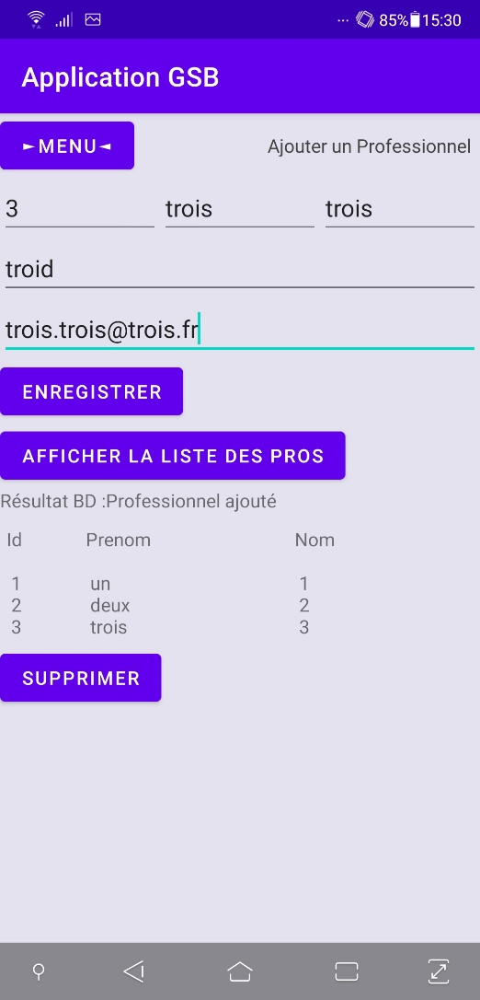 ... 85% 15:30
Application GSB
►MENU◄ Ajouter un Professionnel
3 trois trois
troid
trois.trois@trois.fr
ENREGISTRER
AFFICHER LA LISTE DES PROS
Résultat BD :Professionnel ajouté
Id Prenom Nom
1 un 1
2 deux 2
3 trois 3
SUPPRIMER